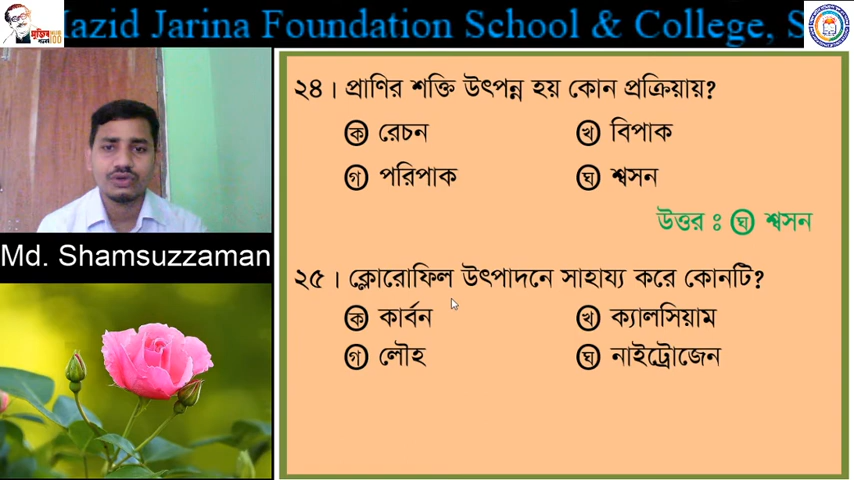 Mazid Jarina Foundation School & College, S
Md. Shamsuzzaman
২৪। প্রাণির শক্তি উৎপন্ন হয় কোন প্রক্রিয়ায়?
ক রেচন খ বিপাক
গ পরিপাক ঘ শ্বসন
উত্তর ঃ ঘ শ্বসন
২৫। ক্লোরোফিল উৎপাদনে সাহায্য করে কোনটি?
ক কার্বন খ ক্যালসিয়াম
গ লৌহ ঘ নাইট্রোজেন